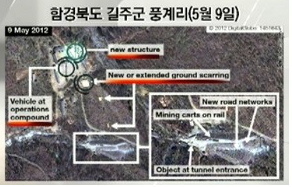 함경북도 길주군 풍계리(5월 9일)
9 May 2012
© 2012 DigitalGlobe
new structure
New or extended ground scarring
Vehicle at
operations
compound
New road networks
Mining carts on rail
Object at tunnel entrance